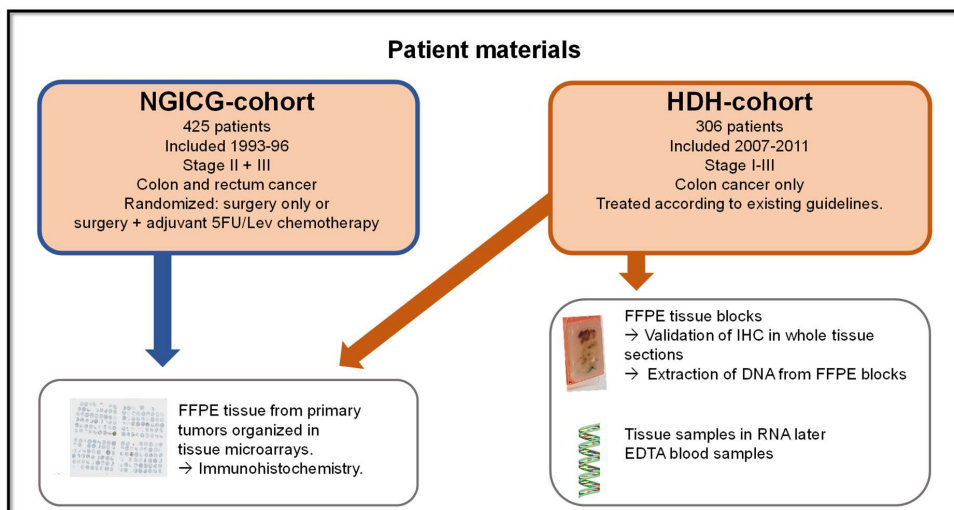 Patient materials
NGICG-cohort
425 patients
Included 1993-96
Stage II + III
Colon and rectum cancer
Randomized: surgery only or
surgery + adjuvant 5FU/Lev chemotherapy
HDH-cohort
306 patients
Included 2007-2011
Stage I-III
Colon cancer only
Treated according to existing guidelines.
FFPE tissue from primary
tumors organized in
tissue microarrays.
→ Immunohistochemistry.
FFPE tissue blocks
→ Validation of IHC in whole tissue
sections
→ Extraction of DNA from FFPE blocks
Tissue samples in RNA later
EDTA blood samples